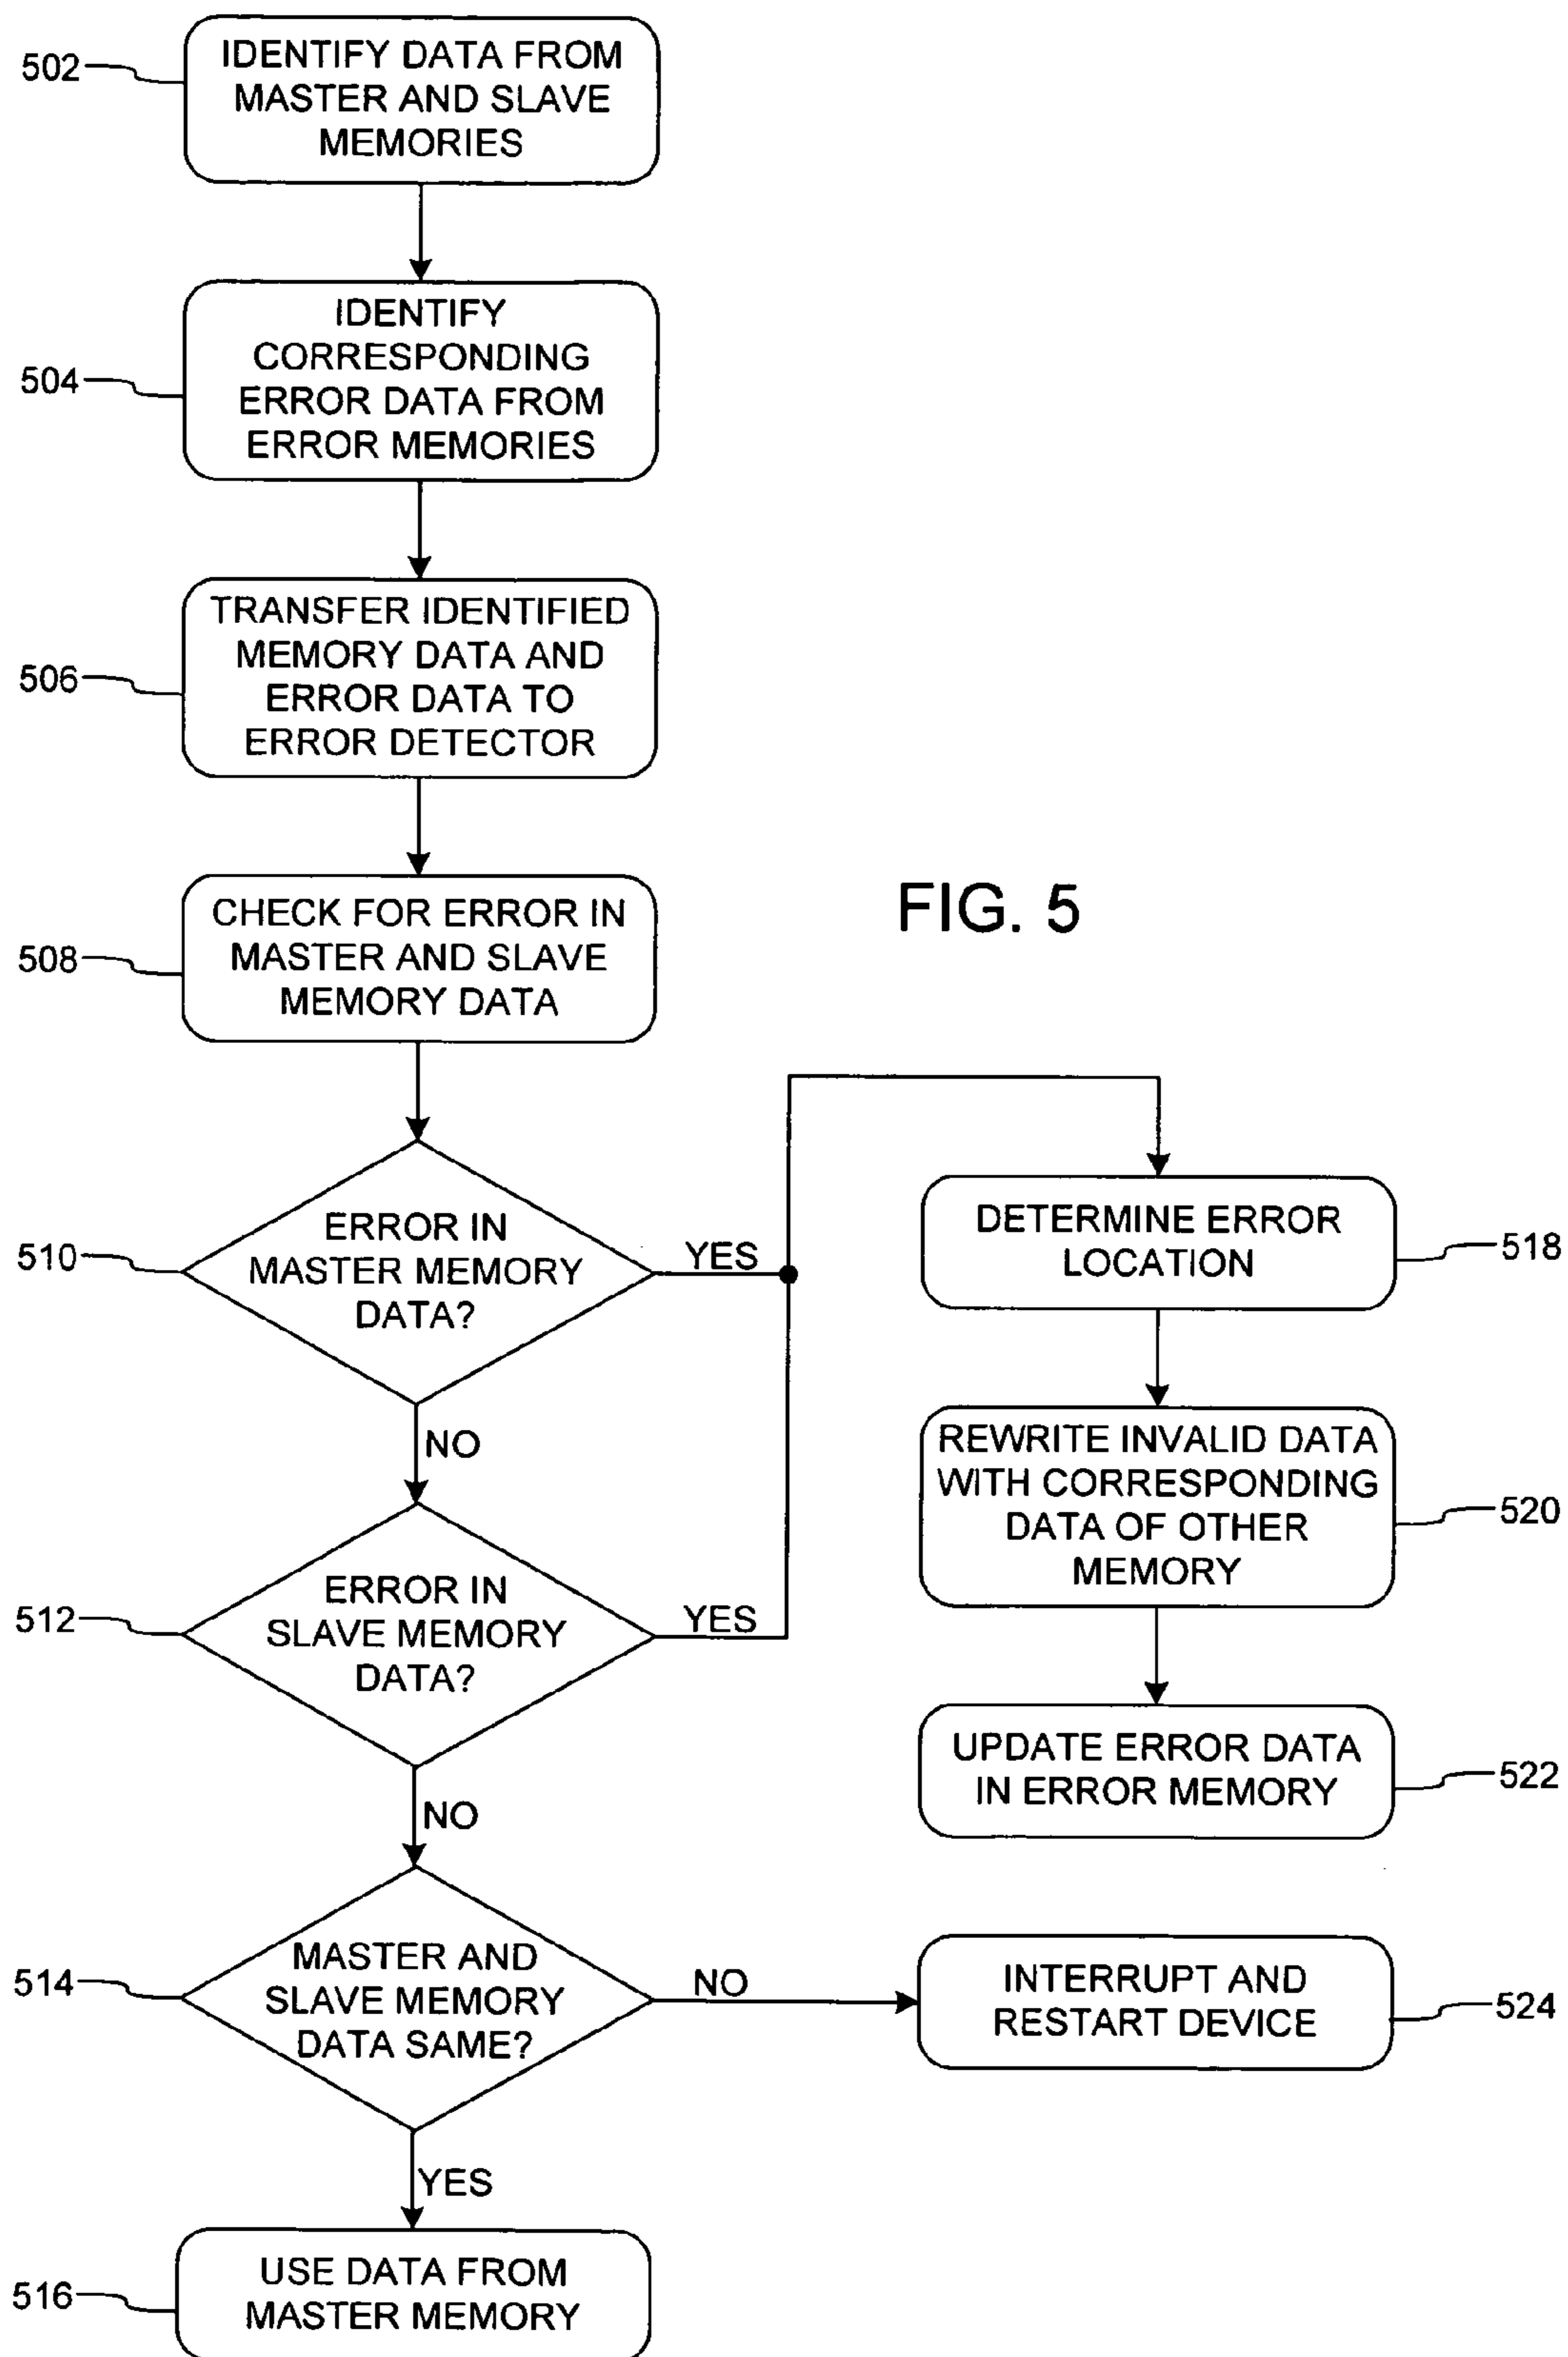 502
IDENTIFY DATA FROM
MASTER AND SLAVE
MEMORIES
504
IDENTIFY
CORRESPONDING
ERROR DATA FROM
ERROR MEMORIES
506
TRANSFER IDENTIFIED
MEMORY DATA AND
ERROR DATA TO
ERROR DETECTOR
508
CHECK FOR ERROR IN
MASTER AND SLAVE
MEMORY DATA
FIG. 5
510
ERROR IN
MASTER MEMORY
DATA?
YES
NO
512
ERROR IN
SLAVE MEMORY
DATA?
YES
NO
514
MASTER AND
SLAVE MEMORY
DATA SAME?
NO
YES
516
USE DATA FROM
MASTER MEMORY
DETERMINE ERROR
LOCATION
518
REWRITE INVALID DATA
WITH CORRESPONDING
DATA OF OTHER
MEMORY
520
UPDATE ERROR DATA
IN ERROR MEMORY
522
INTERRUPT AND
RESTART DEVICE
524